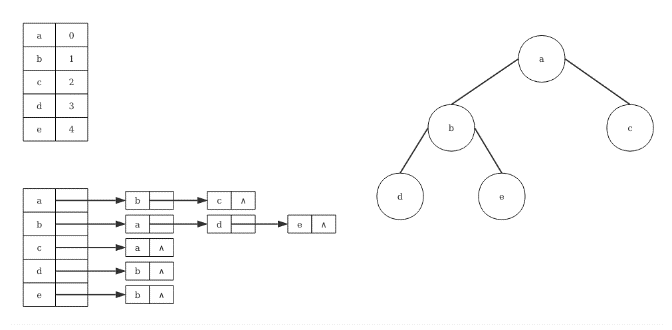 a 0
b 1
c 2
d 3
e 4
a b c ∧
b a d e ∧
c a ∧
d b ∧
e b ∧
a
b c
d e